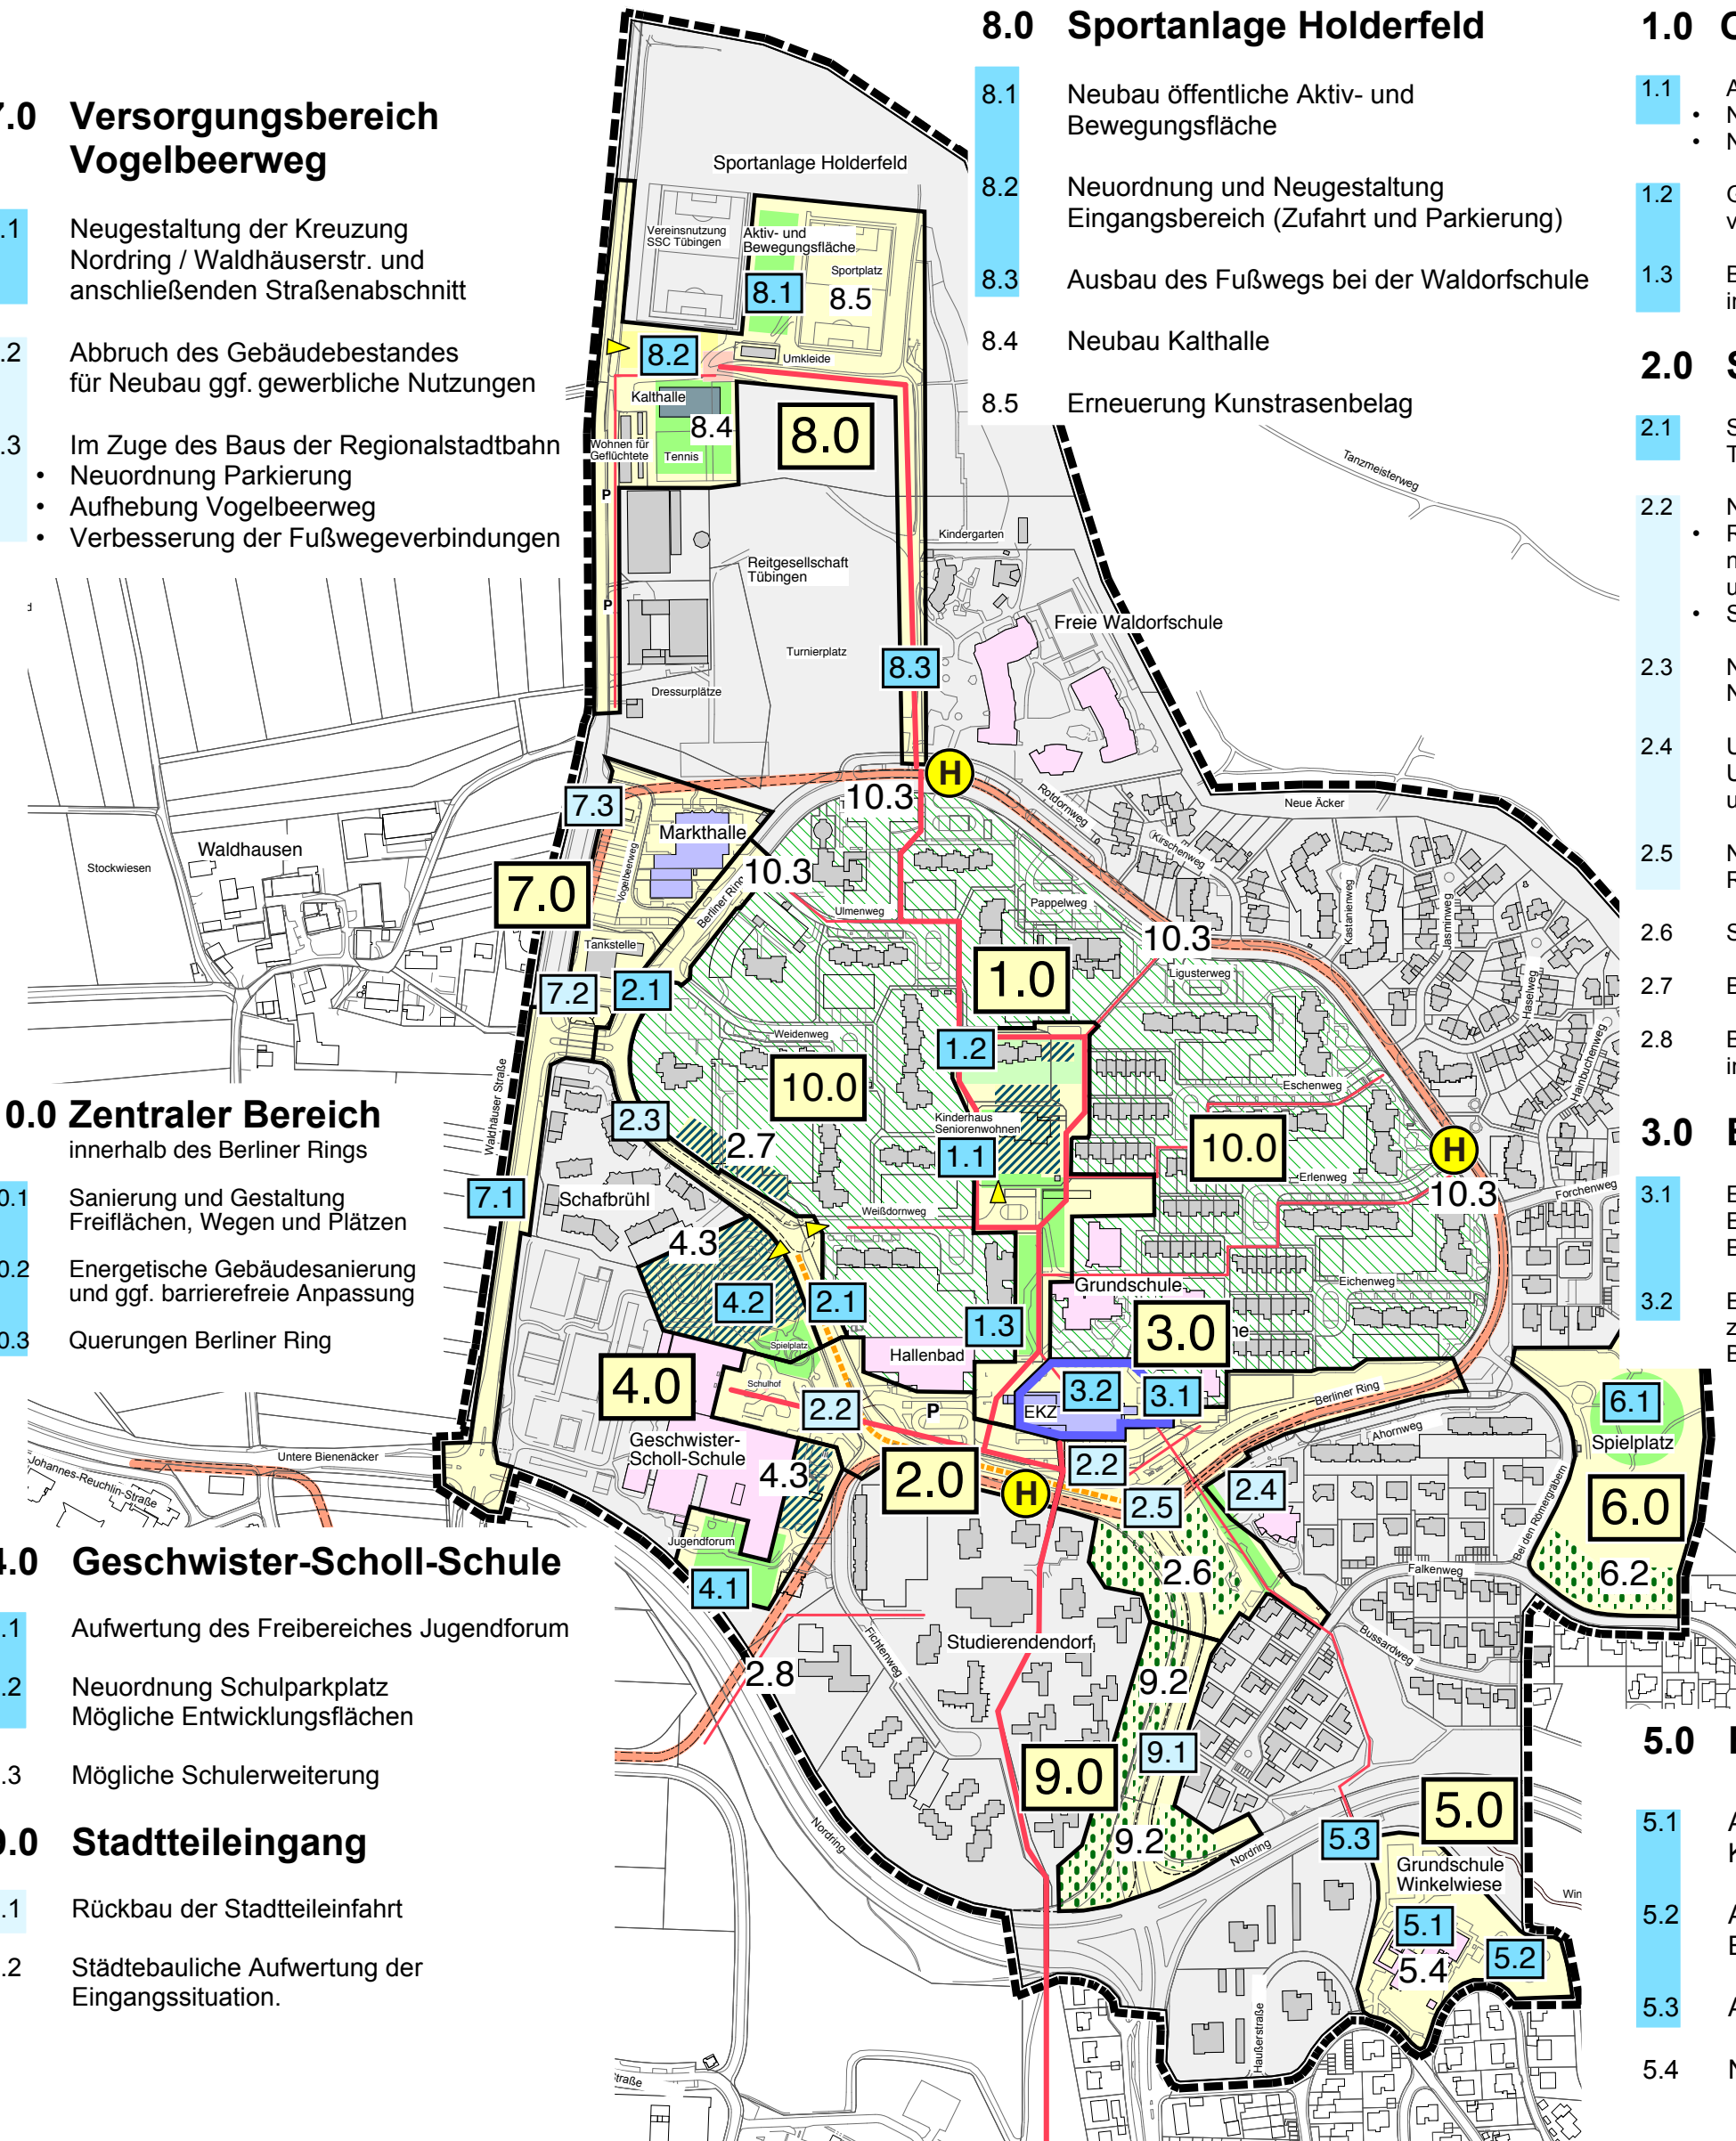 7.0 Versorgungsbereich
Vogelbeerweg
.1 Neugestaltung der Kreuzung
Nordring / Waldhäuserstr. und
anschließenden Straßenabschnitt
.2 Abbruch des Gebäudebestandes
für Neubau ggf. gewerbliche Nutzungen
.3 Im Zuge des Baus der Regionalstadtbahn
• Neuordnung Parkierung
• Aufhebung Vogelbeerweg
• Verbesserung der Fußwegeverbindungen
0.0 Zentraler Bereich
innerhalb des Berliner Rings
0.1 Sanierung und Gestaltung
Freiflächen, Wegen und Plätzen
0.2 Energetische Gebäudesanierung
und ggf. barrierefreie Anpassung
0.3 Querungen Berliner Ring
4.0 Geschwister-Scholl-Schule
.1 Aufwertung des Freibereiches Jugendforum
.2 Neuordnung Schulparkplatz
Mögliche Entwicklungsflächen
.3 Mögliche Schulerweiterung
9.0 Stadtteileingang
.1 Rückbau der Stadtteileinfahrt
.2 Städtebauliche Aufwertung der
Eingangssituation.
8.0 Sportanlage Holderfeld
8.1 Neubau öffentliche Aktiv- und
Bewegungsfläche
8.2 Neuordnung und Neugestaltung
Eingangsbereich (Zufahrt und Parkierung)
8.3 Ausbau des Fußwegs bei der Waldorfschule
8.4 Neubau Kalthalle
8.5 Erneuerung Kunstrasenbelag
1.0
1.1
1.2
1.3
2.0 S
2.1
2.2
2.3
2.4
2.5
2.6
2.7
2.8
3.0
3.1
3.2
5.0
5.1
5.2
5.3
5.4
Sportanlage Holderfeld
Vereinsnutzung
SSC Tübingen
Aktiv- und
Bewegungsfläche
Sportplatz
8.1
8.5
8.2
Umkleide
Kalthalle
8.4
8.0
Wohnen für
Geflüchtete
Tennis
P
Tanzmeisterweg
Kindergarten
Reitgesellschaft
Tübingen
P
Freie Waldorfschule
Turnierplatz
8.3
Dressurplätze
H
7.3
10.3
Rotdornweg
Neue Äcker
Markthalle
Kirschenweg
Waldhausen
Stockwiesen
Vogelbeerweg
10.3
7.0
Berliner Ring
Ulmenweg
Pappelweg
Kastanienweg
Jasminweg
Tankstelle
10.3
1.0
Ligusterweg
Haselweg
7.2
2.1
Weidenweg
1.2
Hainbuchenweg
10.0
Eschenweg
Waldhäuser Straße
2.3
2.7
Kinderhaus
Seniorenwohnen
10.0
H
1.1
Erlenweg
7.1
Schafbrühl
Weißdornweg
10.3
Forchenweg
4.3
Grundschule
Eichenweg
4.2
2.1
1.3
3.0
Hallenbad
Spielplatz
4.0
Schulhof
3.2
3.1
Berliner Ring
6.1
2.2
P
EKZ
Ahornweg
Spielplatz
Geschwister-
Scholl-Schule
Untere Bienenäcker
Johannes-Reuchlin-Straße
4.3
2.0
2.2
2.4
H
2.5
6.0
Bei den Römergräbern
Jugendforum
2.6
Falkenweg
6.2
4.1
Studierendendorf
Fichtenweg
Bussardweg
2.8
9.2
9.1
9.0
5.0
Nordring
9.2
Nordring
5.3
Grundschule
Winkelwiese
Win
5.1
5.4
5.2
Haußerstraße
traße